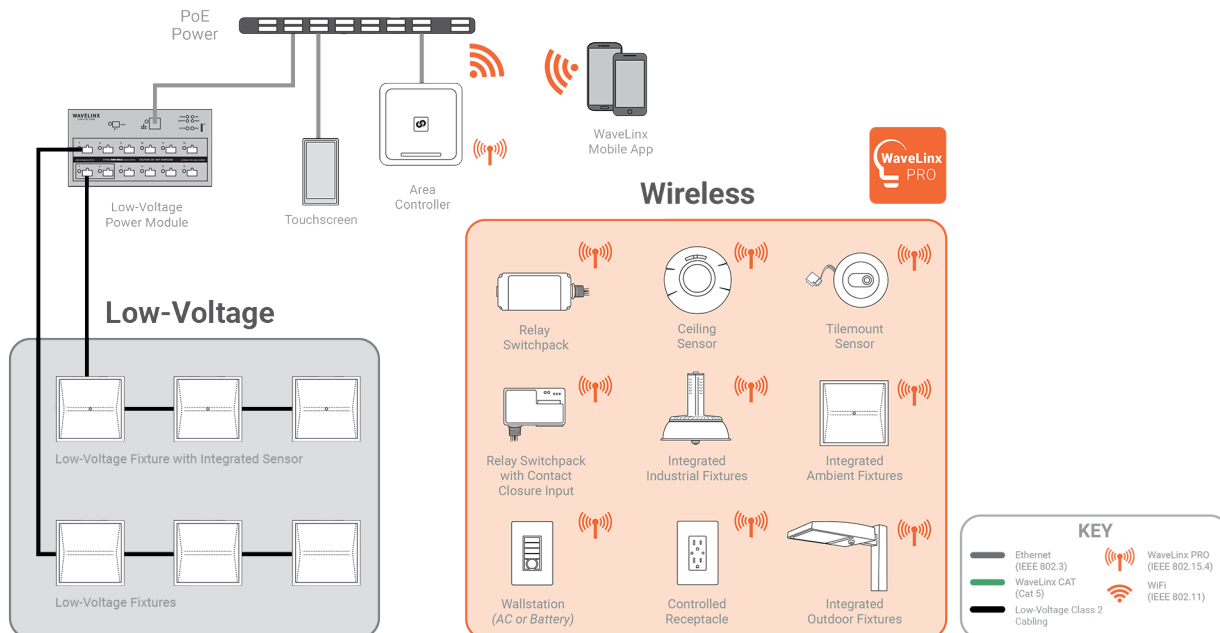 PoE
Power
WaveLinx
Mobile App
WAVELINX
Low-Voltage
Power Module
Touchscreen
Area
Controller
WaveLinx
PRO
Wireless
Relay
Switchpack
Ceiling
Sensor
Tilemount
Sensor
Relay Switchpack
with Contact
Closure Input
Integrated
Industrial Fixtures
Integrated
Ambient Fixtures
Wallstation
(AC or Battery)
Controlled
Receptacle
Integrated
Outdoor Fixtures
Low-Voltage
Low-Voltage Fixture with Integrated Sensor
Low-Voltage Fixtures
KEY
Ethernet
(IEEE 802.3)
WaveLinx CAT
(Cat 5)
Low-Voltage Class 2
Cabling
WaveLinx PRO
(IEEE 802.15.4)
WiFi
(IEEE 802.11)